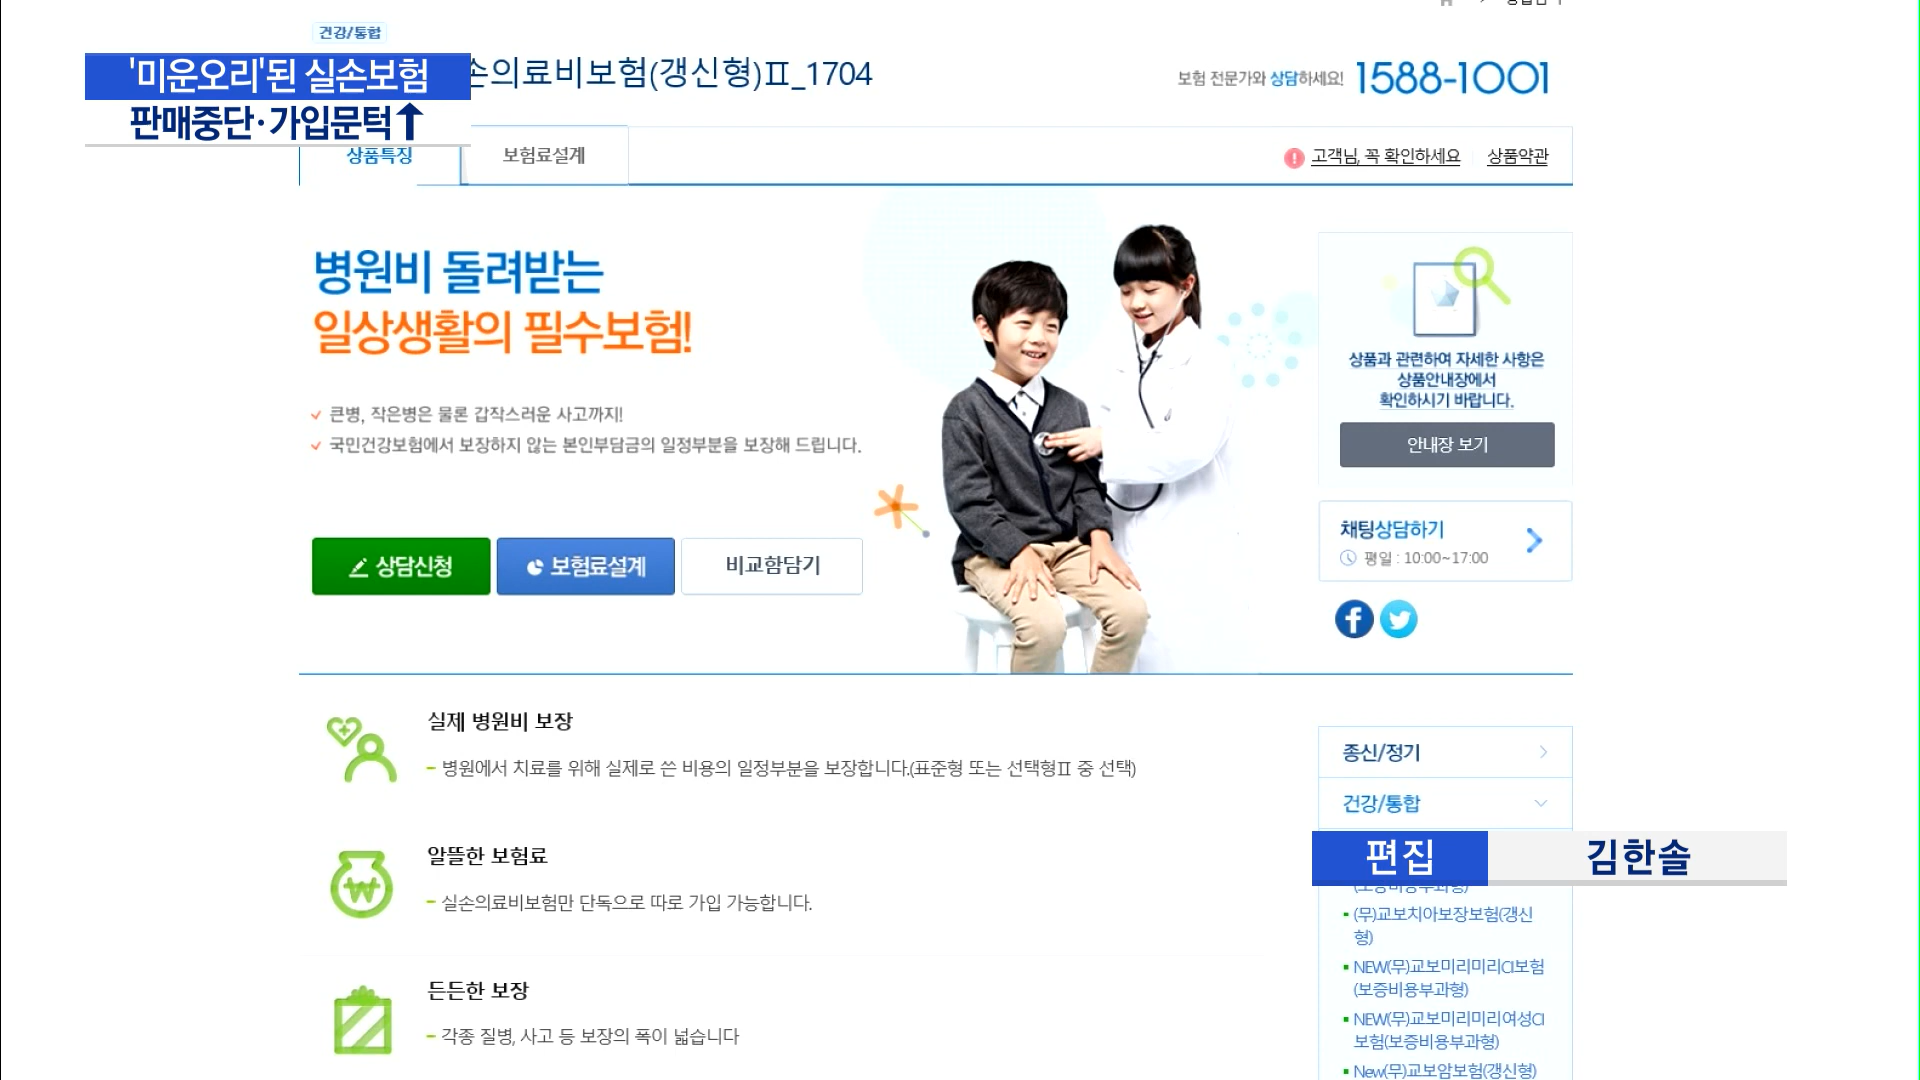 건강/통합
'미운오리'된 실손보험
판매중단·가입문턱↑
손의료비보험(갱신형)Ⅱ_1704
보험 전문가와 상담하세요! 1588-1001
상품특징
보험료설계
고객님, 꼭 확인하세요
상품약관
병원비 돌려받는
일상생활의 필수보험!
큰병, 작은병은 물론 갑작스러운 사고까지!
국민건강보험에서 보장하지 않는 본인부담금의 일정부분을 보장해 드립니다.
상담신청
보험료설계
비교함담기
상품과 관련하여 자세한 사항은
상품안내장에서
확인하시기 바랍니다.
안내장 보기
채팅상담하기
평일 : 10:00~17:00
실제 병원비 보장
- 병원에서 치료를 위해 실제로 쓴 비용의 일정부분을 보장합니다.(표준형 또는 선택형Ⅱ 중 선택)
알뜰한 보험료
- 실손의료비보험만 단독으로 따로 가입 가능합니다.
든든한 보장
- 각종 질병, 사고 등 보장의 폭이 넓습니다
종신/정기
건강/통합
편집 김한솔
(보증비용부과형)
(무)교보치아보장보험(갱신
형)
NEW(무)교보미리미리CI보험
(보증비용부과형)
NEW(무)교보미리미리여성CI
보험(보증비용부과형)
New(무)교보암보험(갱신형)